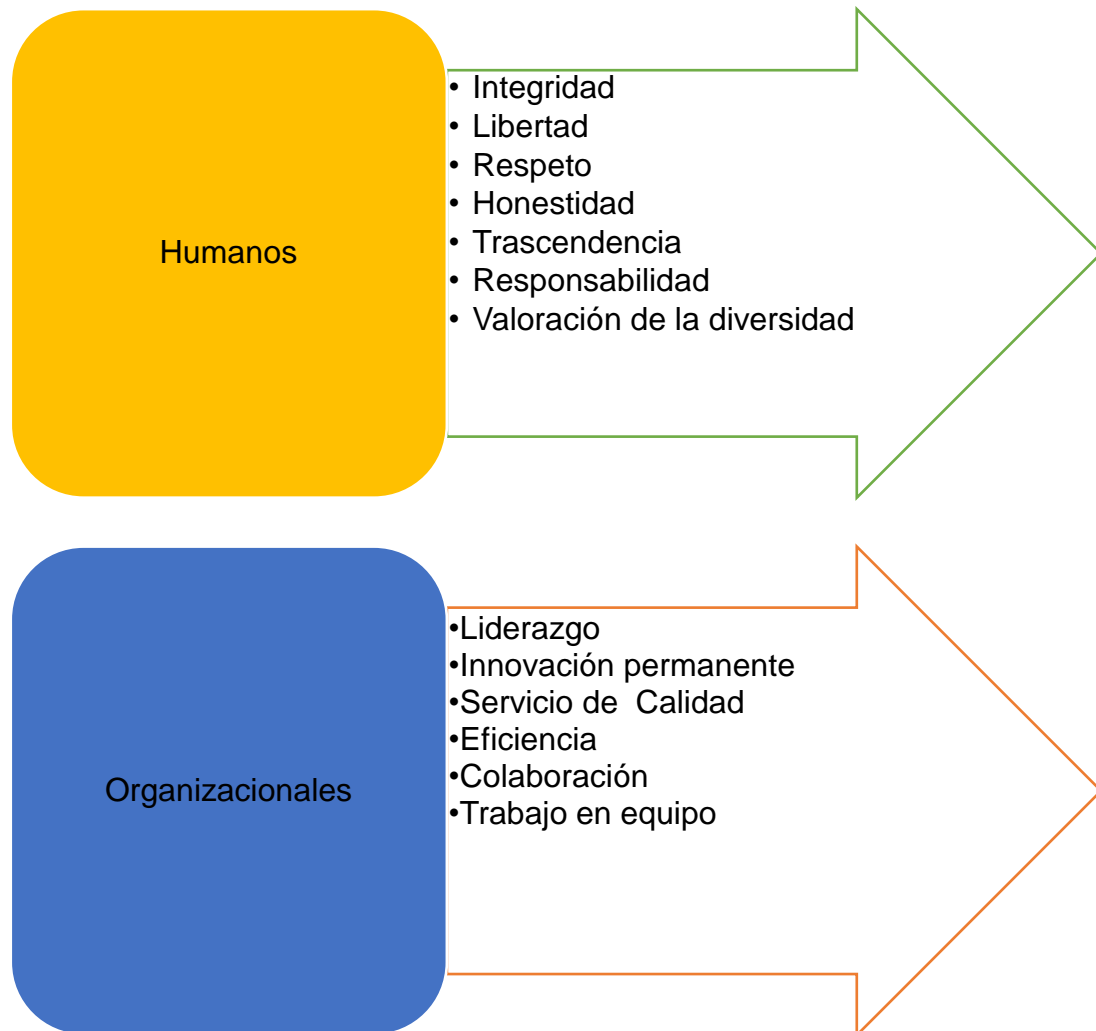 Humanos
• Integridad
• Libertad
• Respeto
• Honestidad
• Trascendencia
• Responsabilidad
• Valoración de la diversidad
Organizacionales
•Liderazgo
•Innovación permanente
•Servicio de  Calidad
•Eficiencia
•Colaboración
•Trabajo en equipo